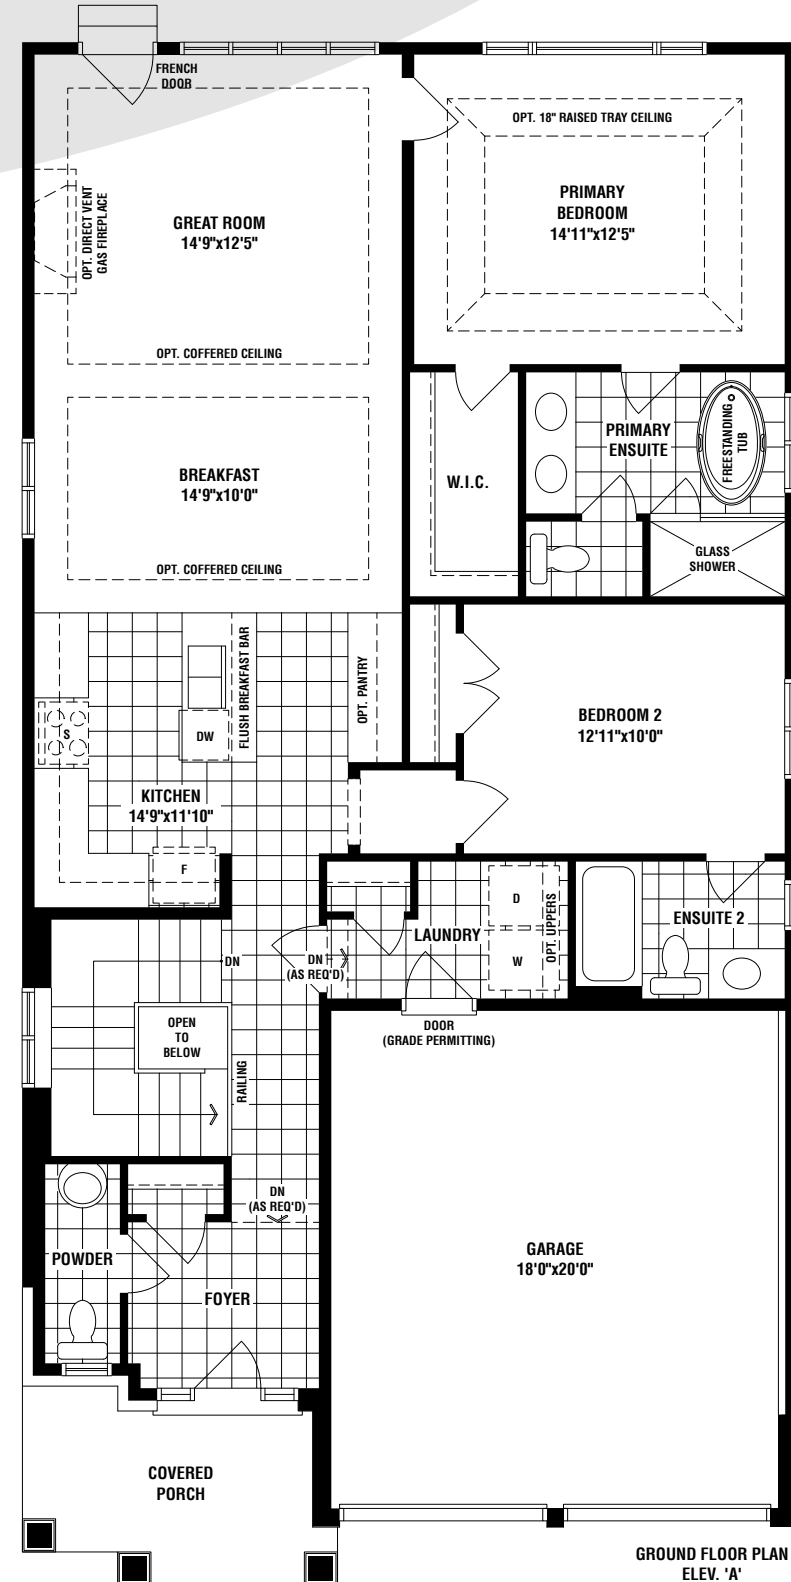 FRENCH
DOOR
OPT. 18" RAISED TRAY CEILING
PRIMARY
BEDROOM
14'11"x12'5"
GREAT ROOM
14'9"x12'5"
OPT. DIRECT VENT
GAS FIREPLACE
OPT. COFFERED CEILING
BREAKFAST
14'9"x10'0"
OPT. COFFERED CEILING
W.I.C.
PRIMARY
ENSUITE
FREESTANDING
TUB
GLASS
SHOWER
FLUSH BREAKFAST BAR
OPT. PANTRY
S
DW
KITCHEN
14'9"x11'10"
F
BEDROOM 2
12'11"x10'0"
LAUNDRY
D
W
OPT. UPPERS
ENSUITE 2
DN
DN
(AS REQ'D)
OPEN
TO
BELOW
RAILING
DOOR
(GRADE PERMITTING)
DN
(AS REQ'D)
POWDER
FOYER
GARAGE
18'0"x20'0"
COVERED
PORCH
GROUND FLOOR PLAN
ELEV. 'A'